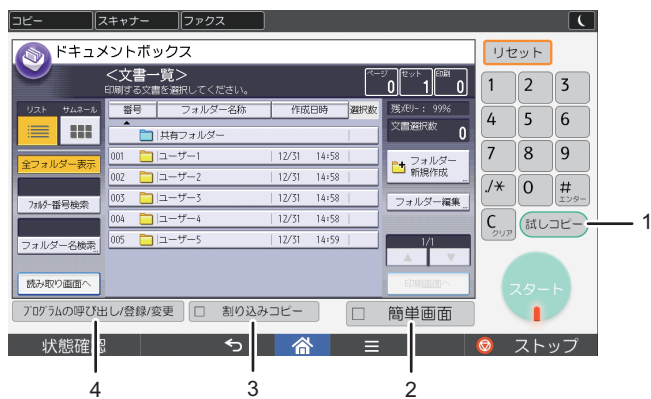 コピー スキャナー ファクス
ドキュメントボックス
<文書一覧>
印刷する文書を選択してください。
ページ 0 セット 1 印刷 0
リスト サムネール
番号 フォルダー名称 作成日時 選択数
残メモリー： 99%
共有フォルダー
文書選択数 0
全フォルダー表示
001 ユーザー1 12/31 14:58
002 ユーザー2 12/31 14:58
003 ユーザー3 12/31 14:58
004 ユーザー4 12/31 14:58
005 ユーザー5 12/31 14:59
フォルダー新規作成
フォルダー番号検索
フォルダー編集
フォルダー名検索
1/1
▲ ▼
読み取り画面へ
印刷画面へ
リセット
1 2 3
4 5 6
7 8 9
./＊ 0 #
エンター
C
クリア
試しコピー
1
スタート
プログラムの呼び出し/登録/変更 割り込みコピー 簡単画面
状態確認 ストップ
4 3 2